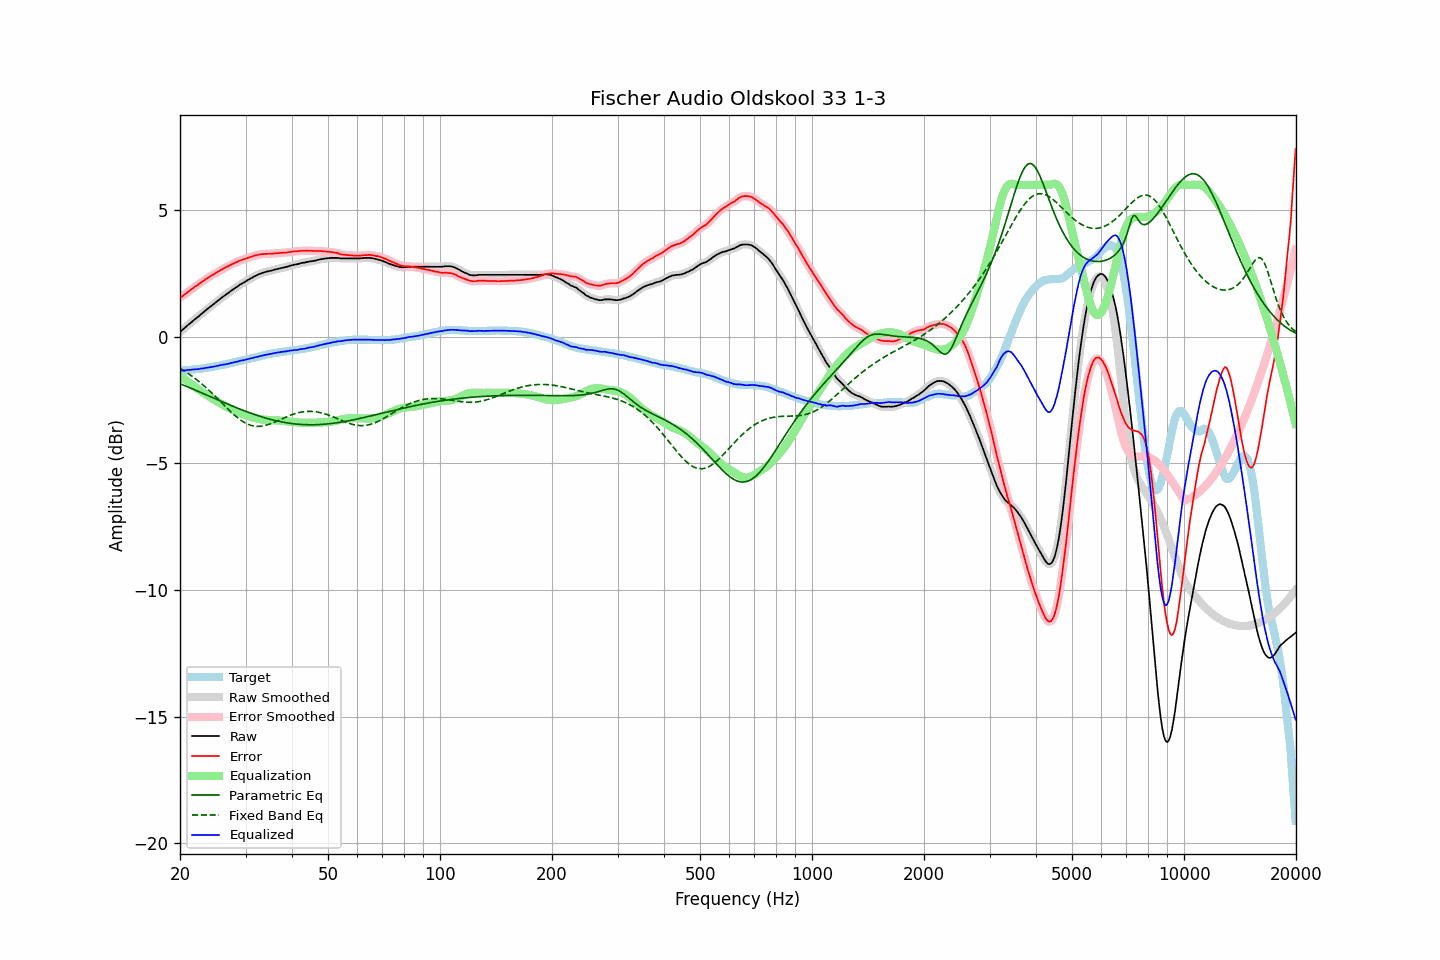 Fischer Audio Oldskool 33 1-3
Amplitude (dBr)
5
0
−5
−10
−15
−20
Target
Raw Smoothed
Error Smoothed
Raw
Error
Equalization
Parametric Eq
Fixed Band Eq
Equalized
20 50 100 200 500 1000 2000 5000 10000 20000
Frequency (Hz)